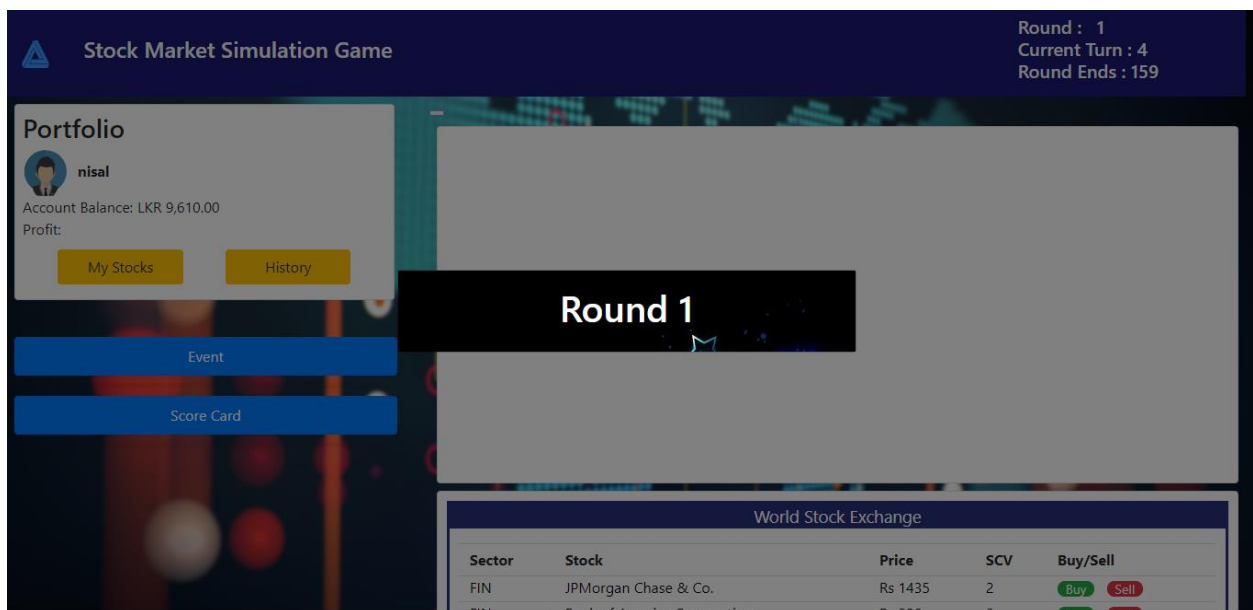 Stock Market Simulation Game
Round : 1
Current Turn : 4
Round Ends : 159
Portfolio
nisal
Account Balance: LKR 9,610.00
Profit:
My Stocks History
Event
Score Card
Round 1
World Stock Exchange
Sector Stock Price SCV Buy/Sell
FIN JPMorgan Chase & Co. Rs 1435 2 Buy Sell